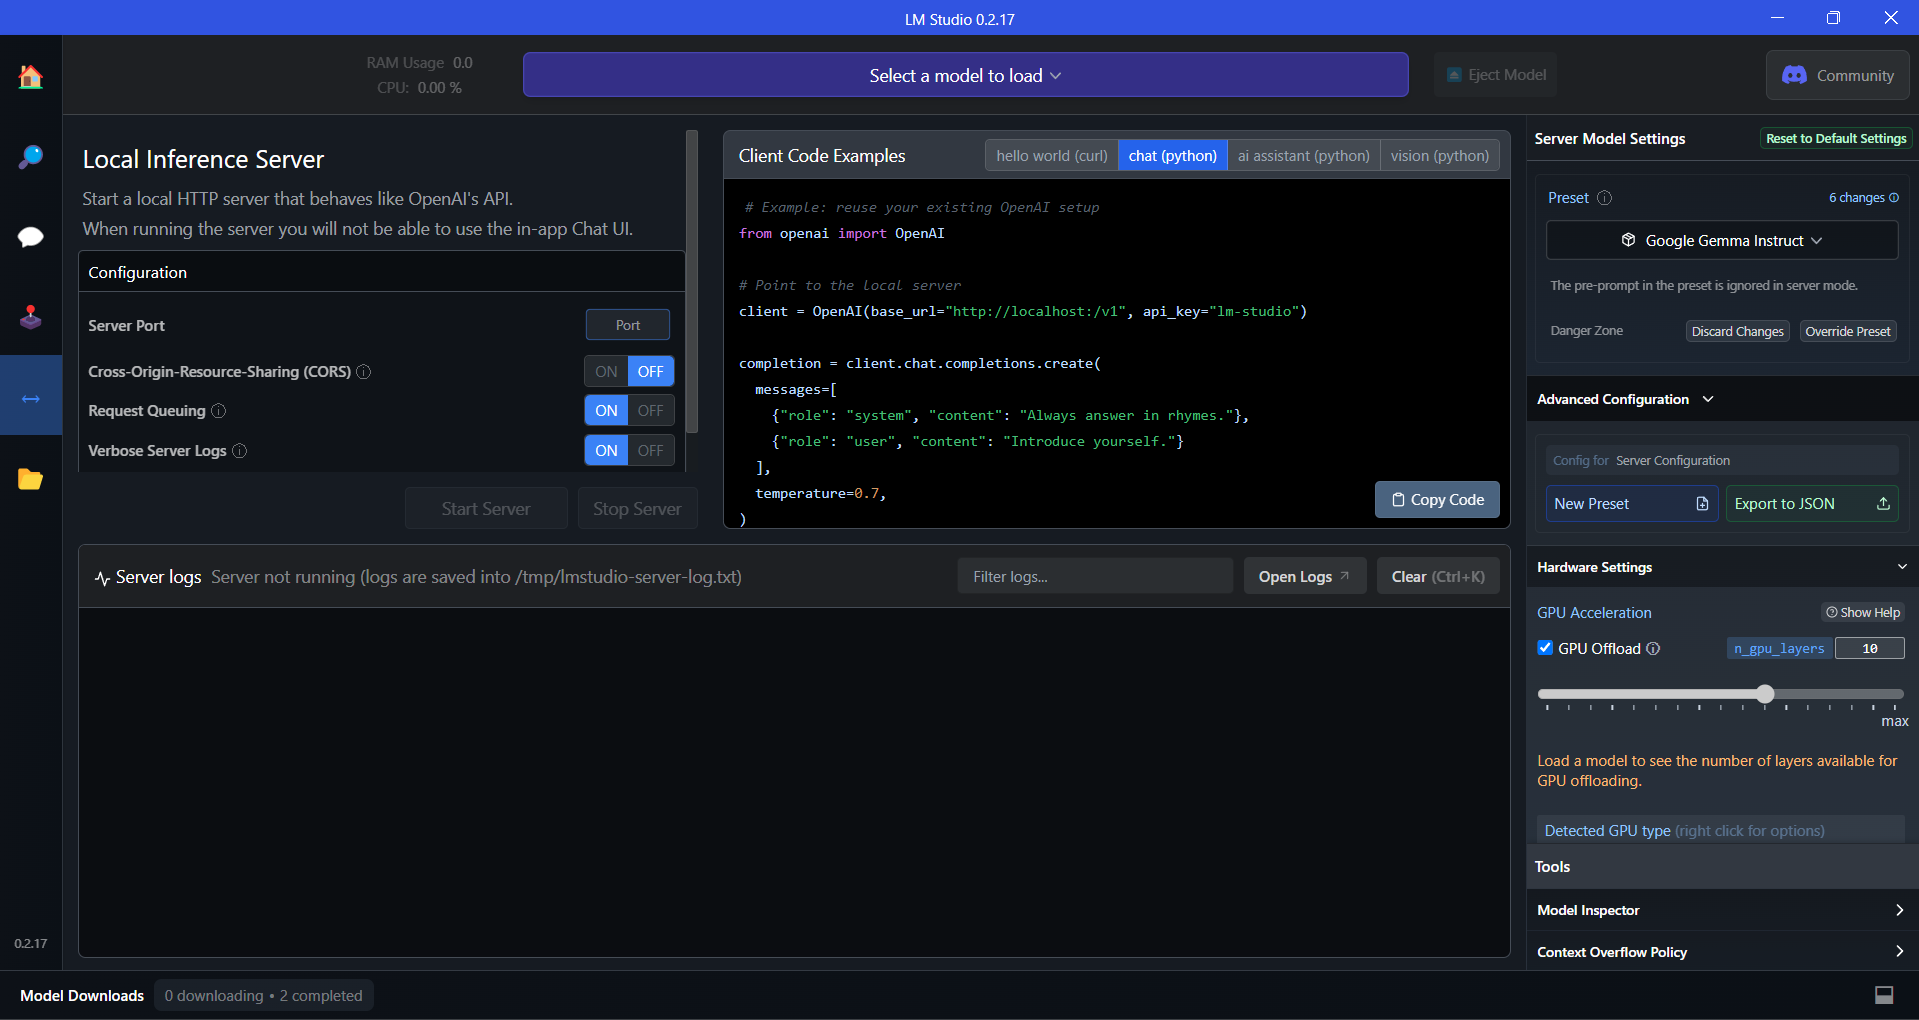 LM Studio 0.2.17
RAM Usage 0.0
CPU: 0.00 %
Select a model to load
Eject Model
Community
Local Inference Server
Start a local HTTP server that behaves like OpenAI's API.
When running the server you will not be able to use the in-app Chat UI.
Configuration
Server Port
Port
Cross-Origin-Resource-Sharing (CORS)
ON OFF
Request Queuing
ON OFF
Verbose Server Logs
ON OFF
Start Server
Stop Server
Client Code Examples
hello world (curl)
chat (python)
ai assistant (python)
vision (python)
# Example: reuse your existing OpenAI setup
from openai import OpenAI
# Point to the local server
client = OpenAI(base_url="http://localhost:/v1", api_key="lm-studio")
completion = client.chat.completions.create(
messages=[
{"role": "system", "content": "Always answer in rhymes."},
{"role": "user", "content": "Introduce yourself."}
],
temperature=0.7,
)
Copy Code
Server logs Server not running (logs are saved into /tmp/lmstudio-server-log.txt)
Filter logs...
Open Logs
Clear (Ctrl+K)
Server Model Settings
Reset to Default Settings
Preset
6 changes
Google Gemma Instruct
The pre-prompt in the preset is ignored in server mode.
Danger Zone
Discard Changes
Override Preset
Advanced Configuration
Config for Server Configuration
New Preset
Export to JSON
Hardware Settings
GPU Acceleration
Show Help
GPU Offload
n_gpu_layers
10
max
Load a model to see the number of layers available for
GPU offloading.
Detected GPU type (right click for options)
Tools
Model Inspector
Context Overflow Policy
0.2.17
Model Downloads
0 downloading • 2 completed